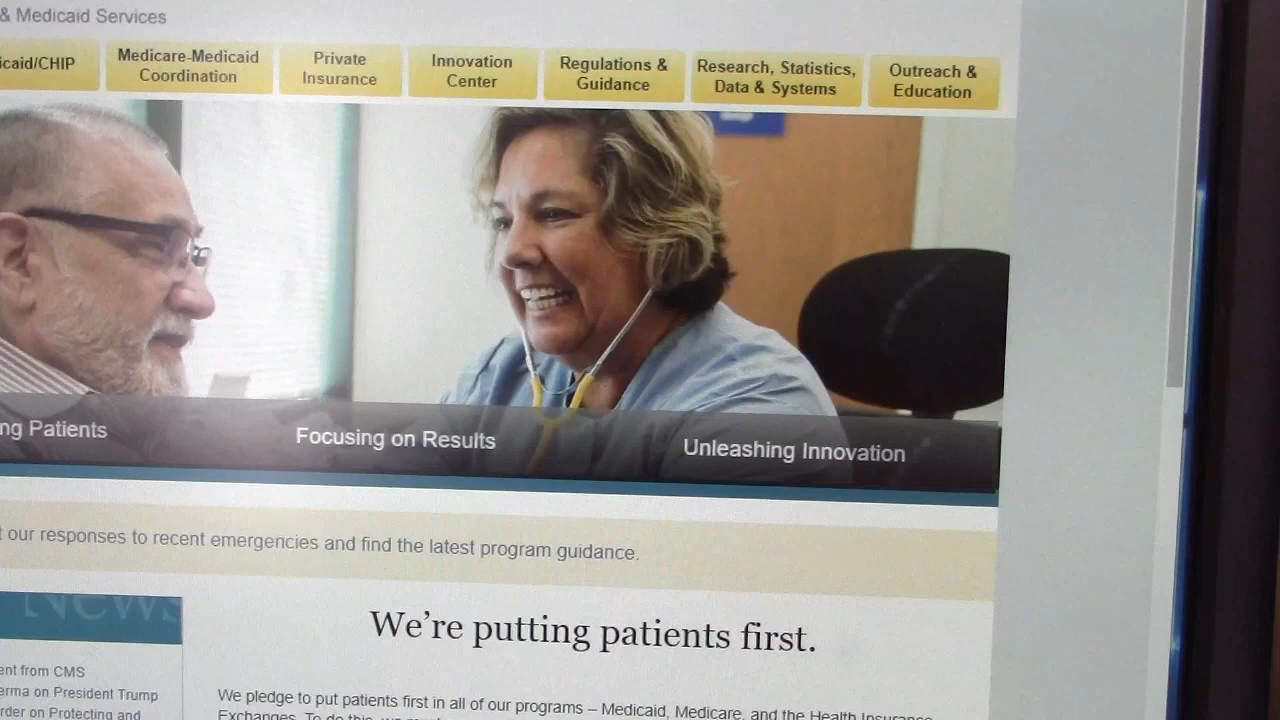 & Medicaid Services
icaid/CHIP
Medicare-Medicaid
Coordination
Private
Insurance
Innovation
Center
Regulations &
Guidance
Research, Statistics,
Data & Systems
Outreach &
Education
ng Patients
Focusing on Results
Unleashing Innovation
t our responses to recent emergencies and find the latest program guidance.
News
We're putting patients first.
ent from CMS
erma on President Trump
rder on Protecting and
We pledge to put patients first in all of our programs – Medicaid, Medicare, and the Health Insurance
Exchanges. To do this, we must